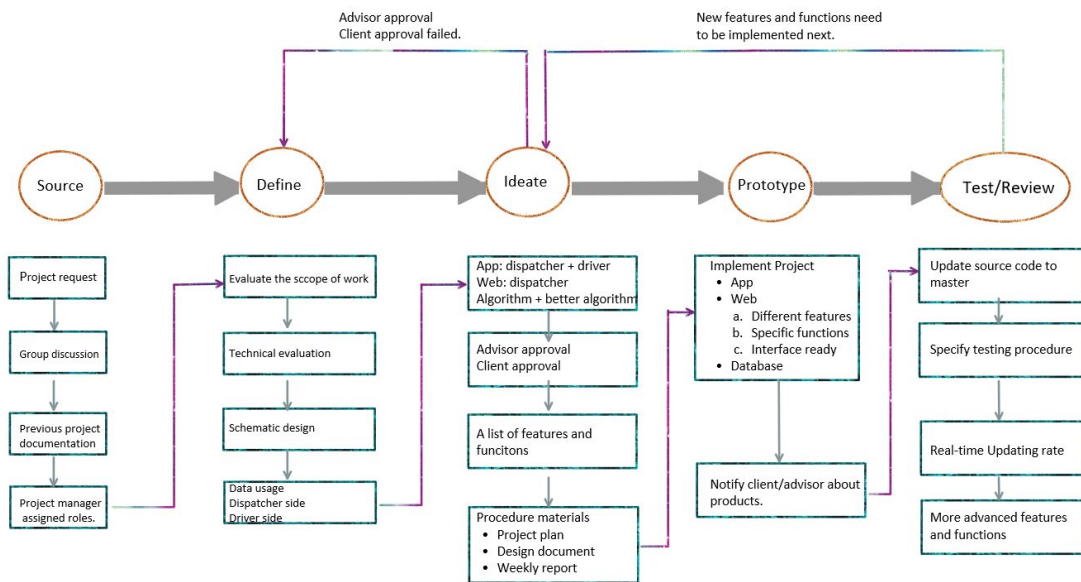 Advisor approval
Client approval failed.
New features and functions need
to be implemented next.
Source
Define
Ideate
Prototype
Test/Review
Project request
Group discussion
Previous project
documentation
Project manager
assigned roles.
Evaluate the sccope of work
Technical evaluation
Schematic design
Data usage
Dispatcher side
Driver side
App: dispatcher + driver
Web: dispatcher
Algorithm + better algorithm
Advisor approval
Client approval
A list of features and
funcitons
Procedure materials
• Project plan
• Design document
• Weekly report
Implement Project
• App
• Web
a. Different features
b. Specific functions
c. Interface ready
• Database
Notify client/advisor about
products.
Update source code to
master
Specify testing procedure
Real-time Updating rate
More advanced features
and functions